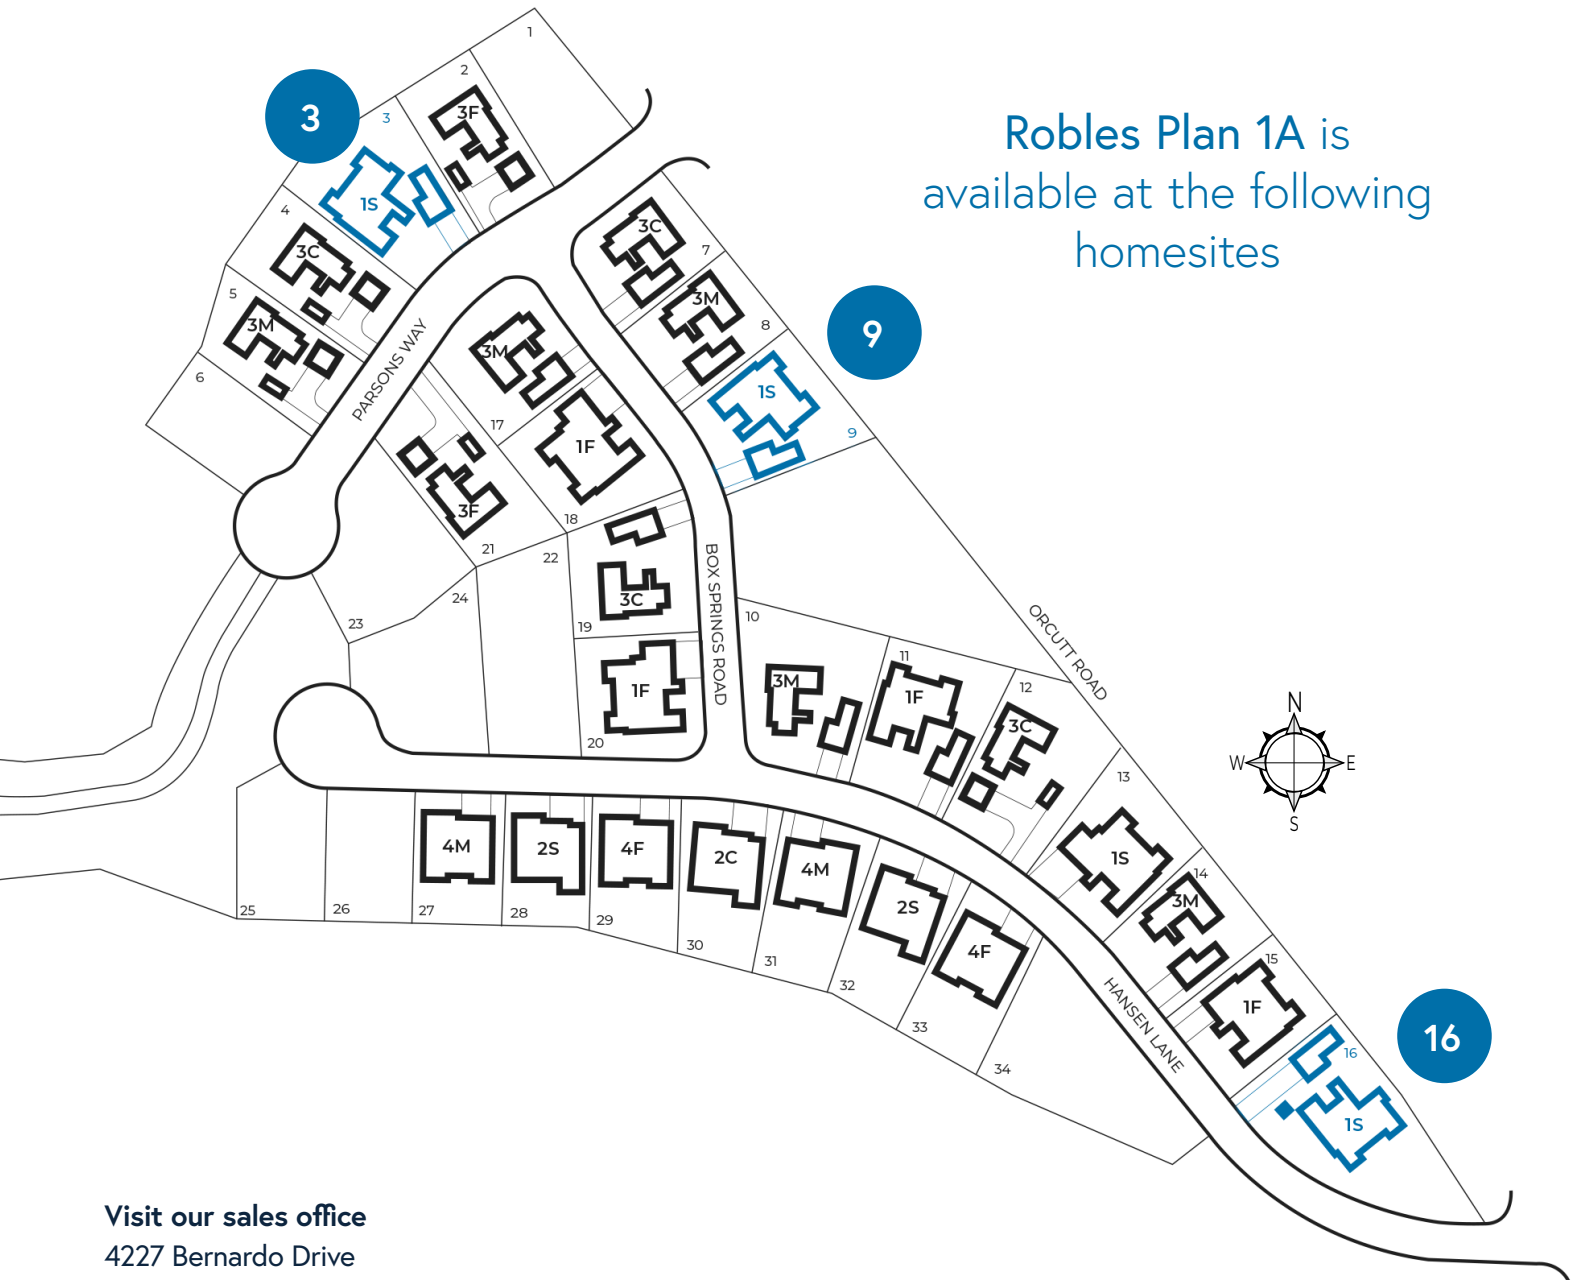 Robles Plan 1A is
available at the following
homesites
1
2
3F
3
3
1S
4
3C
5
3M
6
PARSONS WAY
3C
7
3M
8
9
1S
9
3M
17
1F
18
3F
21
22
3C
19
24
23
1F
20
BOX SPRINGS ROAD
ORCUTT ROAD
10
3M
11
1F
12
3C
13
1S
14
3M
15
1F
16
16
1S
HANSEN LANE
N
W
E
S
4M
2S
4F
2C
4M
2S
4F
25
26
27
28
29
30
31
32
33
34
Visit our sales office
4227 Bernardo Drive